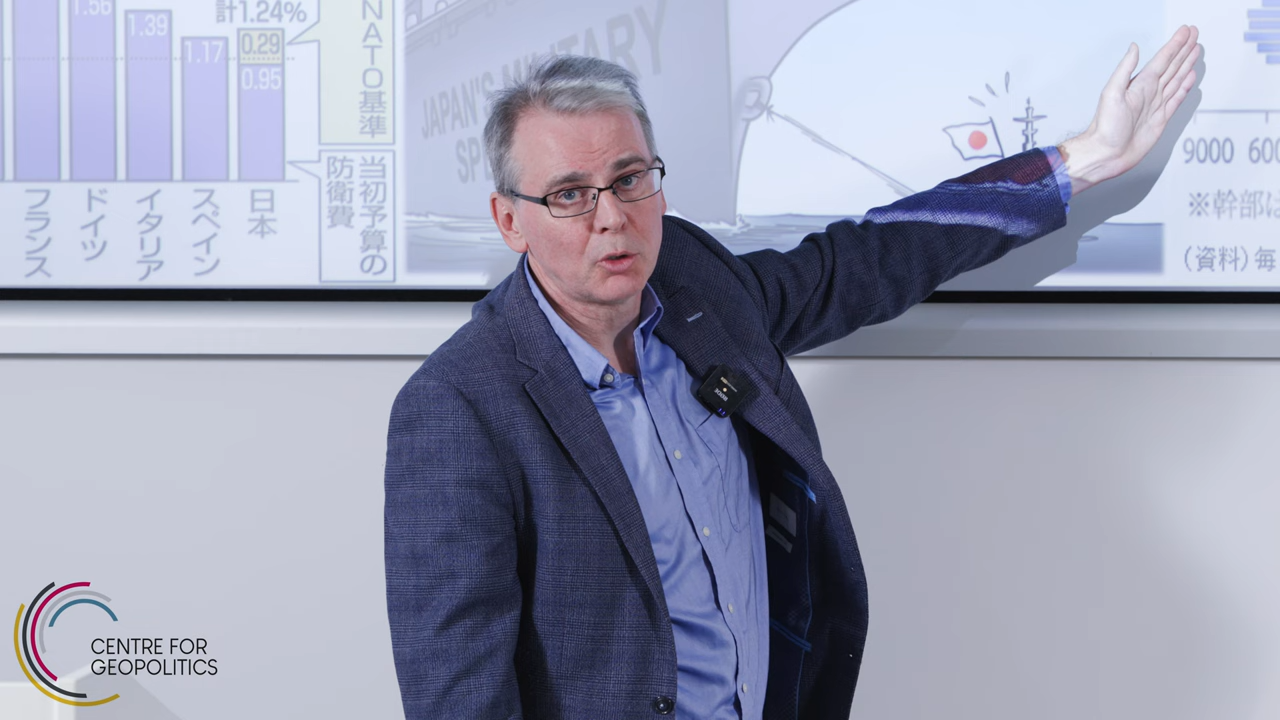 1.56
1.39
1.17
計1.24%
0.29
0.95
NATO基準
当初予算の
防衛費
フランス
ドイツ
イタリア
スペイン
日本
JAPAN'S MILITARY
9000
※幹部
(資料)毎
CENTRE FOR
GEOPOLITICS